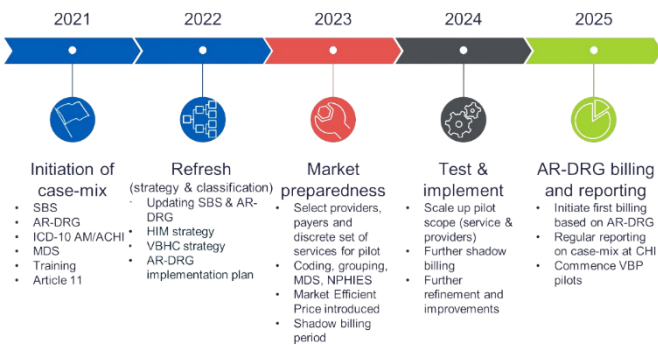 2021
2022
2023
2024
2025
Initiation of
case-mix
• SBS
• AR-DRG
• ICD-10 AM/ACHI
• MDS
• Training
• Article 11
Refresh
(strategy & classification)
• Updating SBS & AR-
DRG
• HIM strategy
• VBHC strategy
• AR-DRG
implementation plan
Market
preparedness
• Select providers,
payers and
discrete set of
services for pilot
• Coding, grouping,
MDS, NPHIES
• Market Efficient
Price introduced
• Shadow billing
period
Test &
implement
• Scale up pilot
scope (service &
providers)
• Further shadow
billing
• Further
refinement and
improvements
AR-DRG billing
and reporting
• Initiate first billing
based on AR-DRG
• Regular reporting
on case-mix at CHI
• Commence VBP
pilots